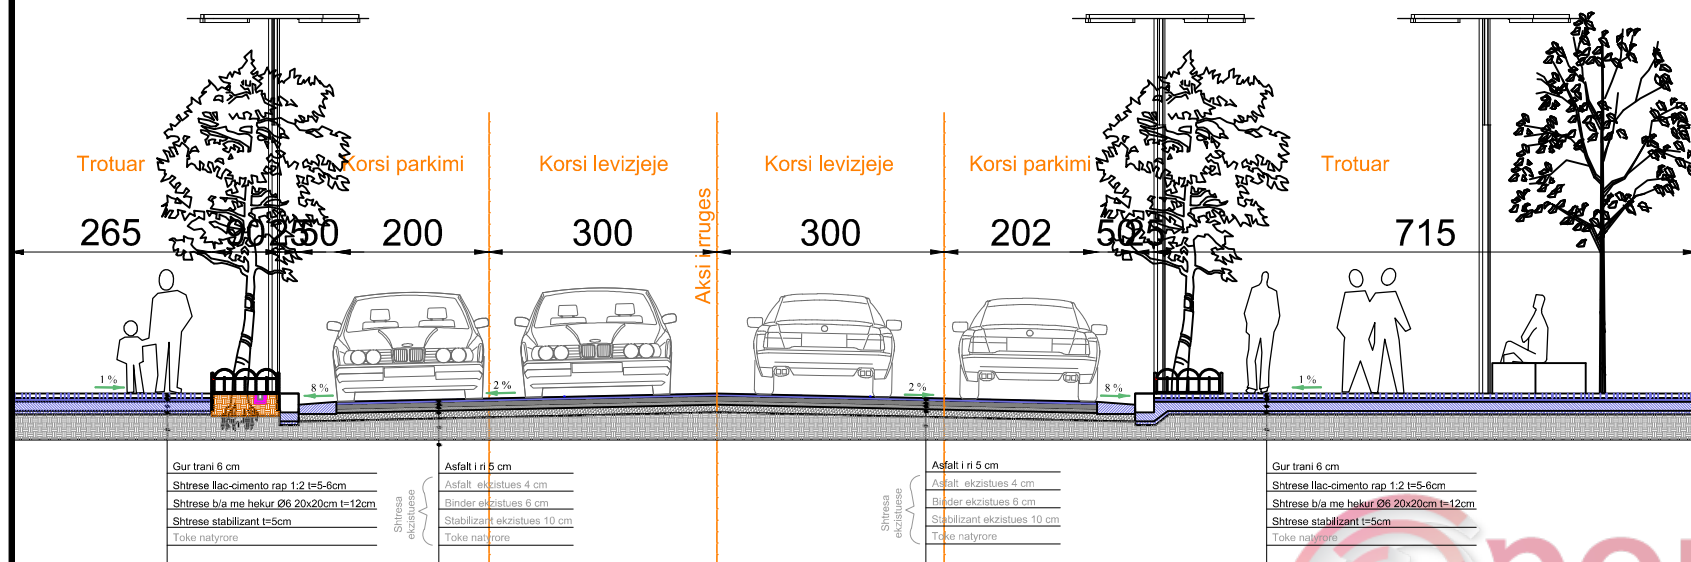 Trotuar
Korsi parkimi
Korsi levizjeje
Korsi levizjeje
Korsi parkimi
Trotuar
265
90
25
50
200
300
300
202
50
25
715
Aksi i rruges
1 %
8 %
2 %
2 %
8 %
1 %
Gur trani 6 cm
Shtrese llac-cimento rap 1:2 t=5-6cm
Shtrese b/a me hekur Ø6 20x20cm t=12cm
Shtrese stabilizant t=5cm
Toke natyrore
Shtresa
ekzistuese
Asfalt i ri 5 cm
Asfalt ekzistues 4 cm
Binder ekzistues 6 cm
Stabilizant ekzistues 10 cm
Toke natyrore
Shtresa
ekzistuese
Asfalt i ri 5 cm
Asfalt ekzistues 4 cm
Binder ekzistues 6 cm
Stabilizant ekzistues 10 cm
Toke natyrore
Gur trani 6 cm
Shtrese llac-cimento rap 1:2 t=5-6cm
Shtrese b/a me hekur Ø6 20x20cm t=12cm
Shtrese stabilizant t=5cm
Toke natyrore